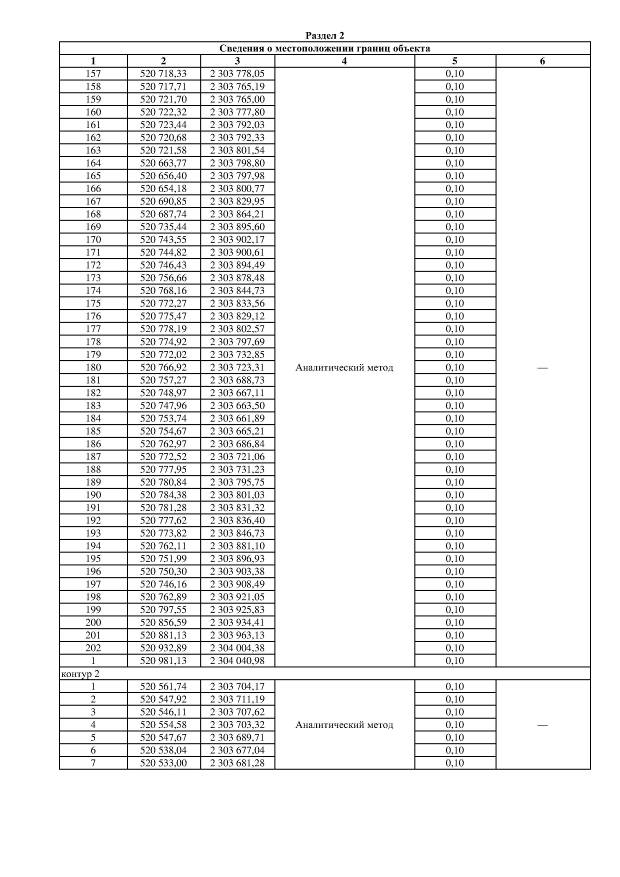 Раздел 2
Сведения о местоположении границ объекта
1 2 3 4 5 6
157 520 718,33 2 303 778,05 0,10
158 520 717,71 2 303 765,19 0,10
159 520 721,70 2 303 765,00 0,10
160 520 722,32 2 303 777,80 0,10
161 520 723,44 2 303 792,03 0,10
162 520 720,68 2 303 792,33 0,10
163 520 721,58 2 303 801,54 0,10
164 520 663,77 2 303 798,80 0,10
165 520 656,40 2 303 797,98 0,10
166 520 654,18 2 303 800,77 0,10
167 520 690,85 2 303 829,95 0,10
168 520 687,74 2 303 864,21 0,10
169 520 735,44 2 303 895,60 0,10
170 520 743,55 2 303 902,17 0,10
171 520 744,82 2 303 900,61 0,10
172 520 746,43 2 303 894,49 0,10
173 520 756,66 2 303 878,48 0,10
174 520 768,16 2 303 844,73 0,10
175 520 772,27 2 303 833,56 0,10
176 520 775,47 2 303 829,12 0,10
177 520 778,19 2 303 802,57 0,10
178 520 774,92 2 303 797,69 0,10
179 520 772,02 2 303 732,85 0,10
180 520 766,92 2 303 723,31 Аналитический метод 0,10 —
181 520 757,27 2 303 688,73 0,10
182 520 748,97 2 303 667,11 0,10
183 520 747,96 2 303 663,50 0,10
184 520 753,74 2 303 661,89 0,10
185 520 754,67 2 303 665,21 0,10
186 520 762,97 2 303 686,84 0,10
187 520 772,52 2 303 721,06 0,10
188 520 777,95 2 303 731,23 0,10
189 520 780,84 2 303 795,75 0,10
190 520 784,38 2 303 801,03 0,10
191 520 781,28 2 303 831,32 0,10
192 520 777,62 2 303 836,40 0,10
193 520 773,82 2 303 846,73 0,10
194 520 762,11 2 303 881,10 0,10
195 520 751,99 2 303 896,93 0,10
196 520 750,30 2 303 903,38 0,10
197 520 746,16 2 303 908,49 0,10
198 520 762,89 2 303 921,05 0,10
199 520 797,55 2 303 925,83 0,10
200 520 856,59 2 303 934,41 0,10
201 520 881,13 2 303 963,13 0,10
202 520 932,89 2 304 004,38 0,10
1 520 981,13 2 304 040,98 0,10
контур 2
1 520 561,74 2 303 704,17 0,10
2 520 547,92 2 303 711,19 0,10
3 520 546,11 2 303 707,62 0,10
4 520 554,58 2 303 703,32 Аналитический метод 0,10 —
5 520 547,67 2 303 689,71 0,10
6 520 538,04 2 303 677,04 0,10
7 520 533,00 2 303 681,28 0,10